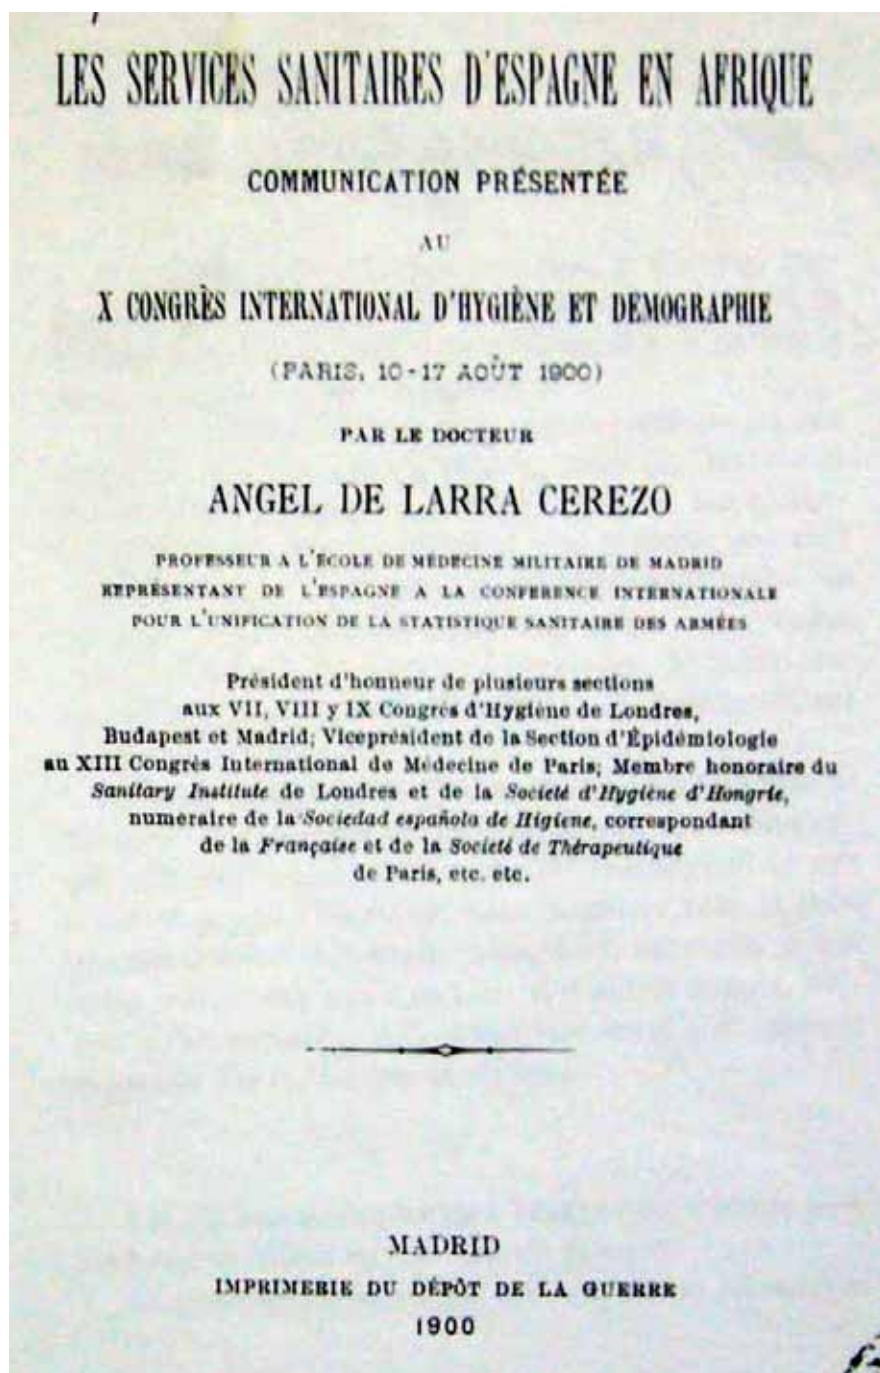 LES SERVICES SANITAIRES D'ESPAGNE EN AFRIQUE
COMMUNICATION PRÉSENTÉE
AU
X CONGRÈS INTERNATIONAL D'HYGIÈNE ET DEMOGRAPHIE
(PARIS, 10-17 AOÛT 1900)
PAR LE DOCTEUR
ANGEL DE LARRA CEREZO
PROFESSEUR A L'ÉCOLE DE MÉDECINE MILITAIRE DE MADRID
REPRÉSENTANT DE L'ESPAGNE A LA CONFÉRENCE INTERNATIONALE
POUR L'UNIFICATION DE LA STATISTIQUE SANITAIRE DES ARMÉES
Président d'honneur de plusieurs sections
aux VII, VIII y IX Congrès d'Hygiène de Londres,
Budapest et Madrid; Vicepresident de la Section d'Épidémiologie
au XIII Congrès International de Médecine de Paris; Membre honoraire du
Sanitary Institute de Londres et de la Societé d'Hygiène d'Hongrie,
numeraire de la Sociedad española de Higiene, correspondant
de la Française et de la Societé de Thérapeutique
de Paris, etc. etc.
MADRID
IMPRIMERIE DU DÉPÔT DE LA GUERRE
1900